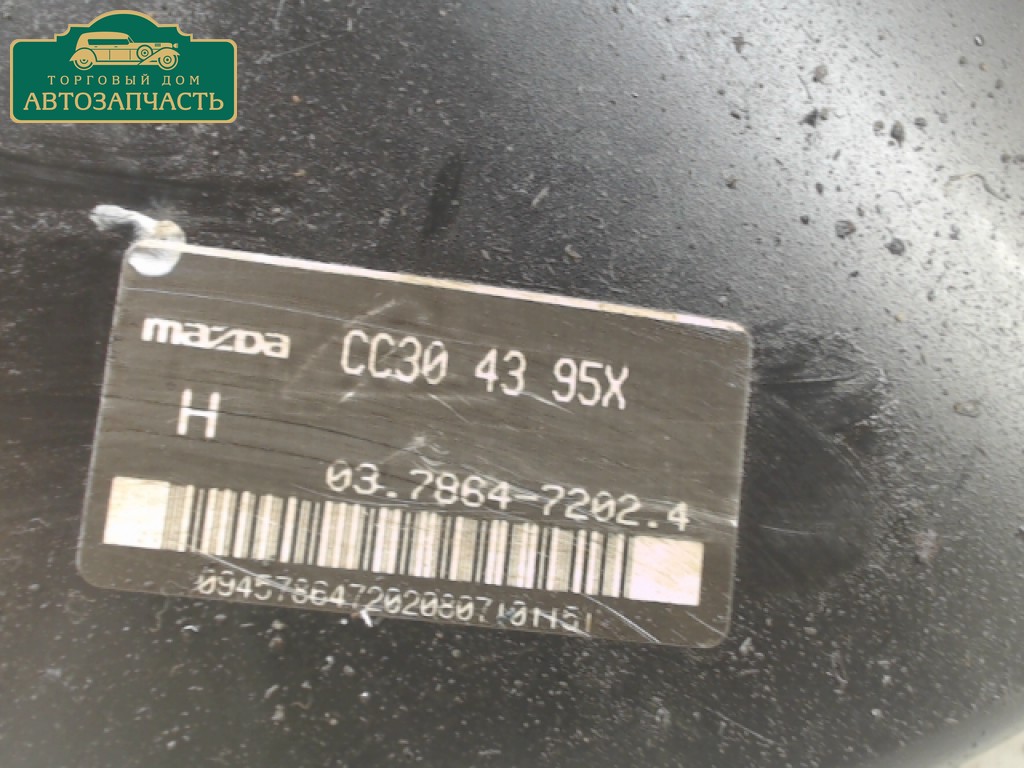 ТОРГОВЫЙ ДОМ
АВТОЗАПЧАСТЬ
mazda CC30 43 95X
H
03.7864-7202.4